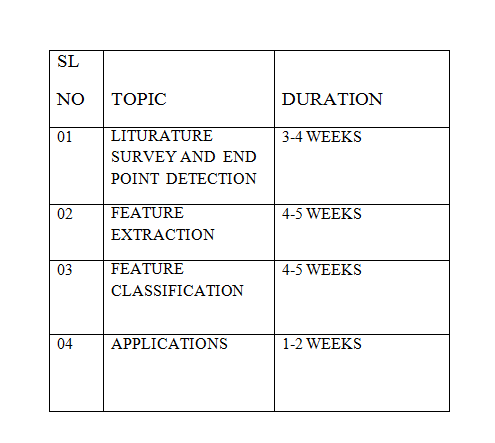 SL
NO TOPIC DURATION
01 LITURATURE 3-4 WEEKS
SURVEY AND END
POINT DETECTION
02 FEATURE 4-5 WEEKS
EXTRACTION
03 FEATURE 4-5 WEEKS
CLASSIFICATION
04 APPLICATIONS 1-2 WEEKS